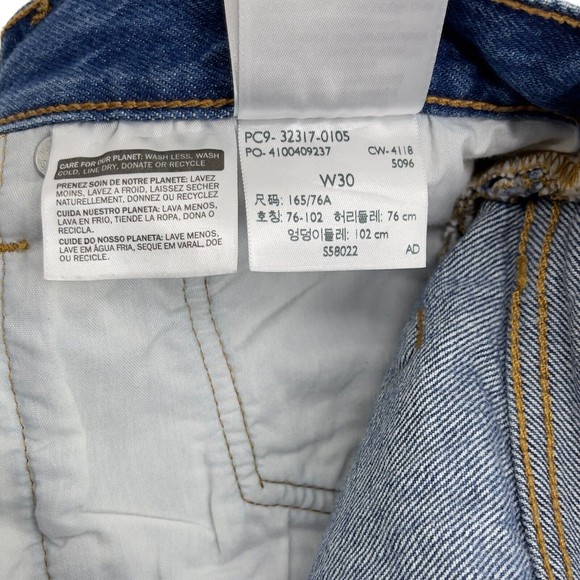 CARE FOR OUR PLANET: WASH LESS, WASH
COLD, LINE DRY, DONATE OR RECYCLE
PRENEZ SOIN DE NOTRE PLANETE: LAVEZ
MOINS, LAVEZ A FROID, LAISSEZ SECHER
NATURELLEMENT, DONNEZ OU RECYCLEZ
CUIDA NUESTRO PLANETA: LAVA MENOS,
LAVA EN FRIO, TIENDE LA ROPA, DONA O
RECICLA
CUIDE DO NOSSO PLANETA: LAVE MENOS,
LAVE EM ÁGUA FRIA, SEQUE EM VARAL, DOE
OU RECICLE.
PC9- 32317-0105
PO- 4100409237 CW- 4118
5096
W30
尺码: 165/76A
호칭: 76-102 허리둘레: 76 cm
엉덩이둘레: 102 cm
S58022 AD